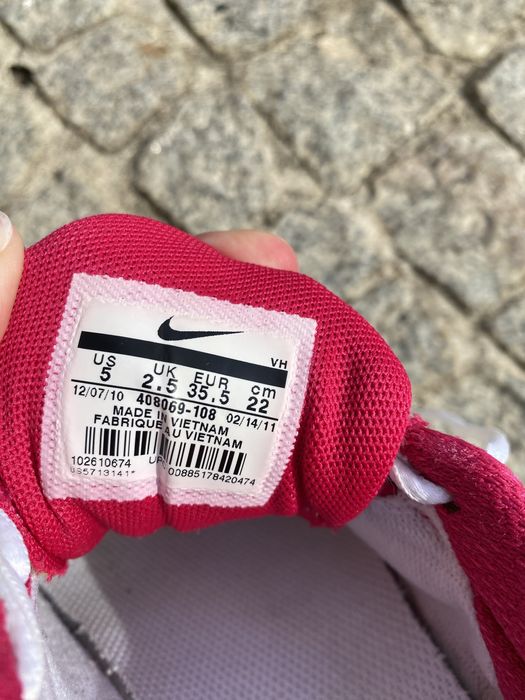 VH
US UK EUR cm
5 2.5 35.5 22
12/07/10 408069-108 02/14/11
MADE IN VIETNAM
FABRIQUE AU VIETNAM
102610674 UP 00885178420474